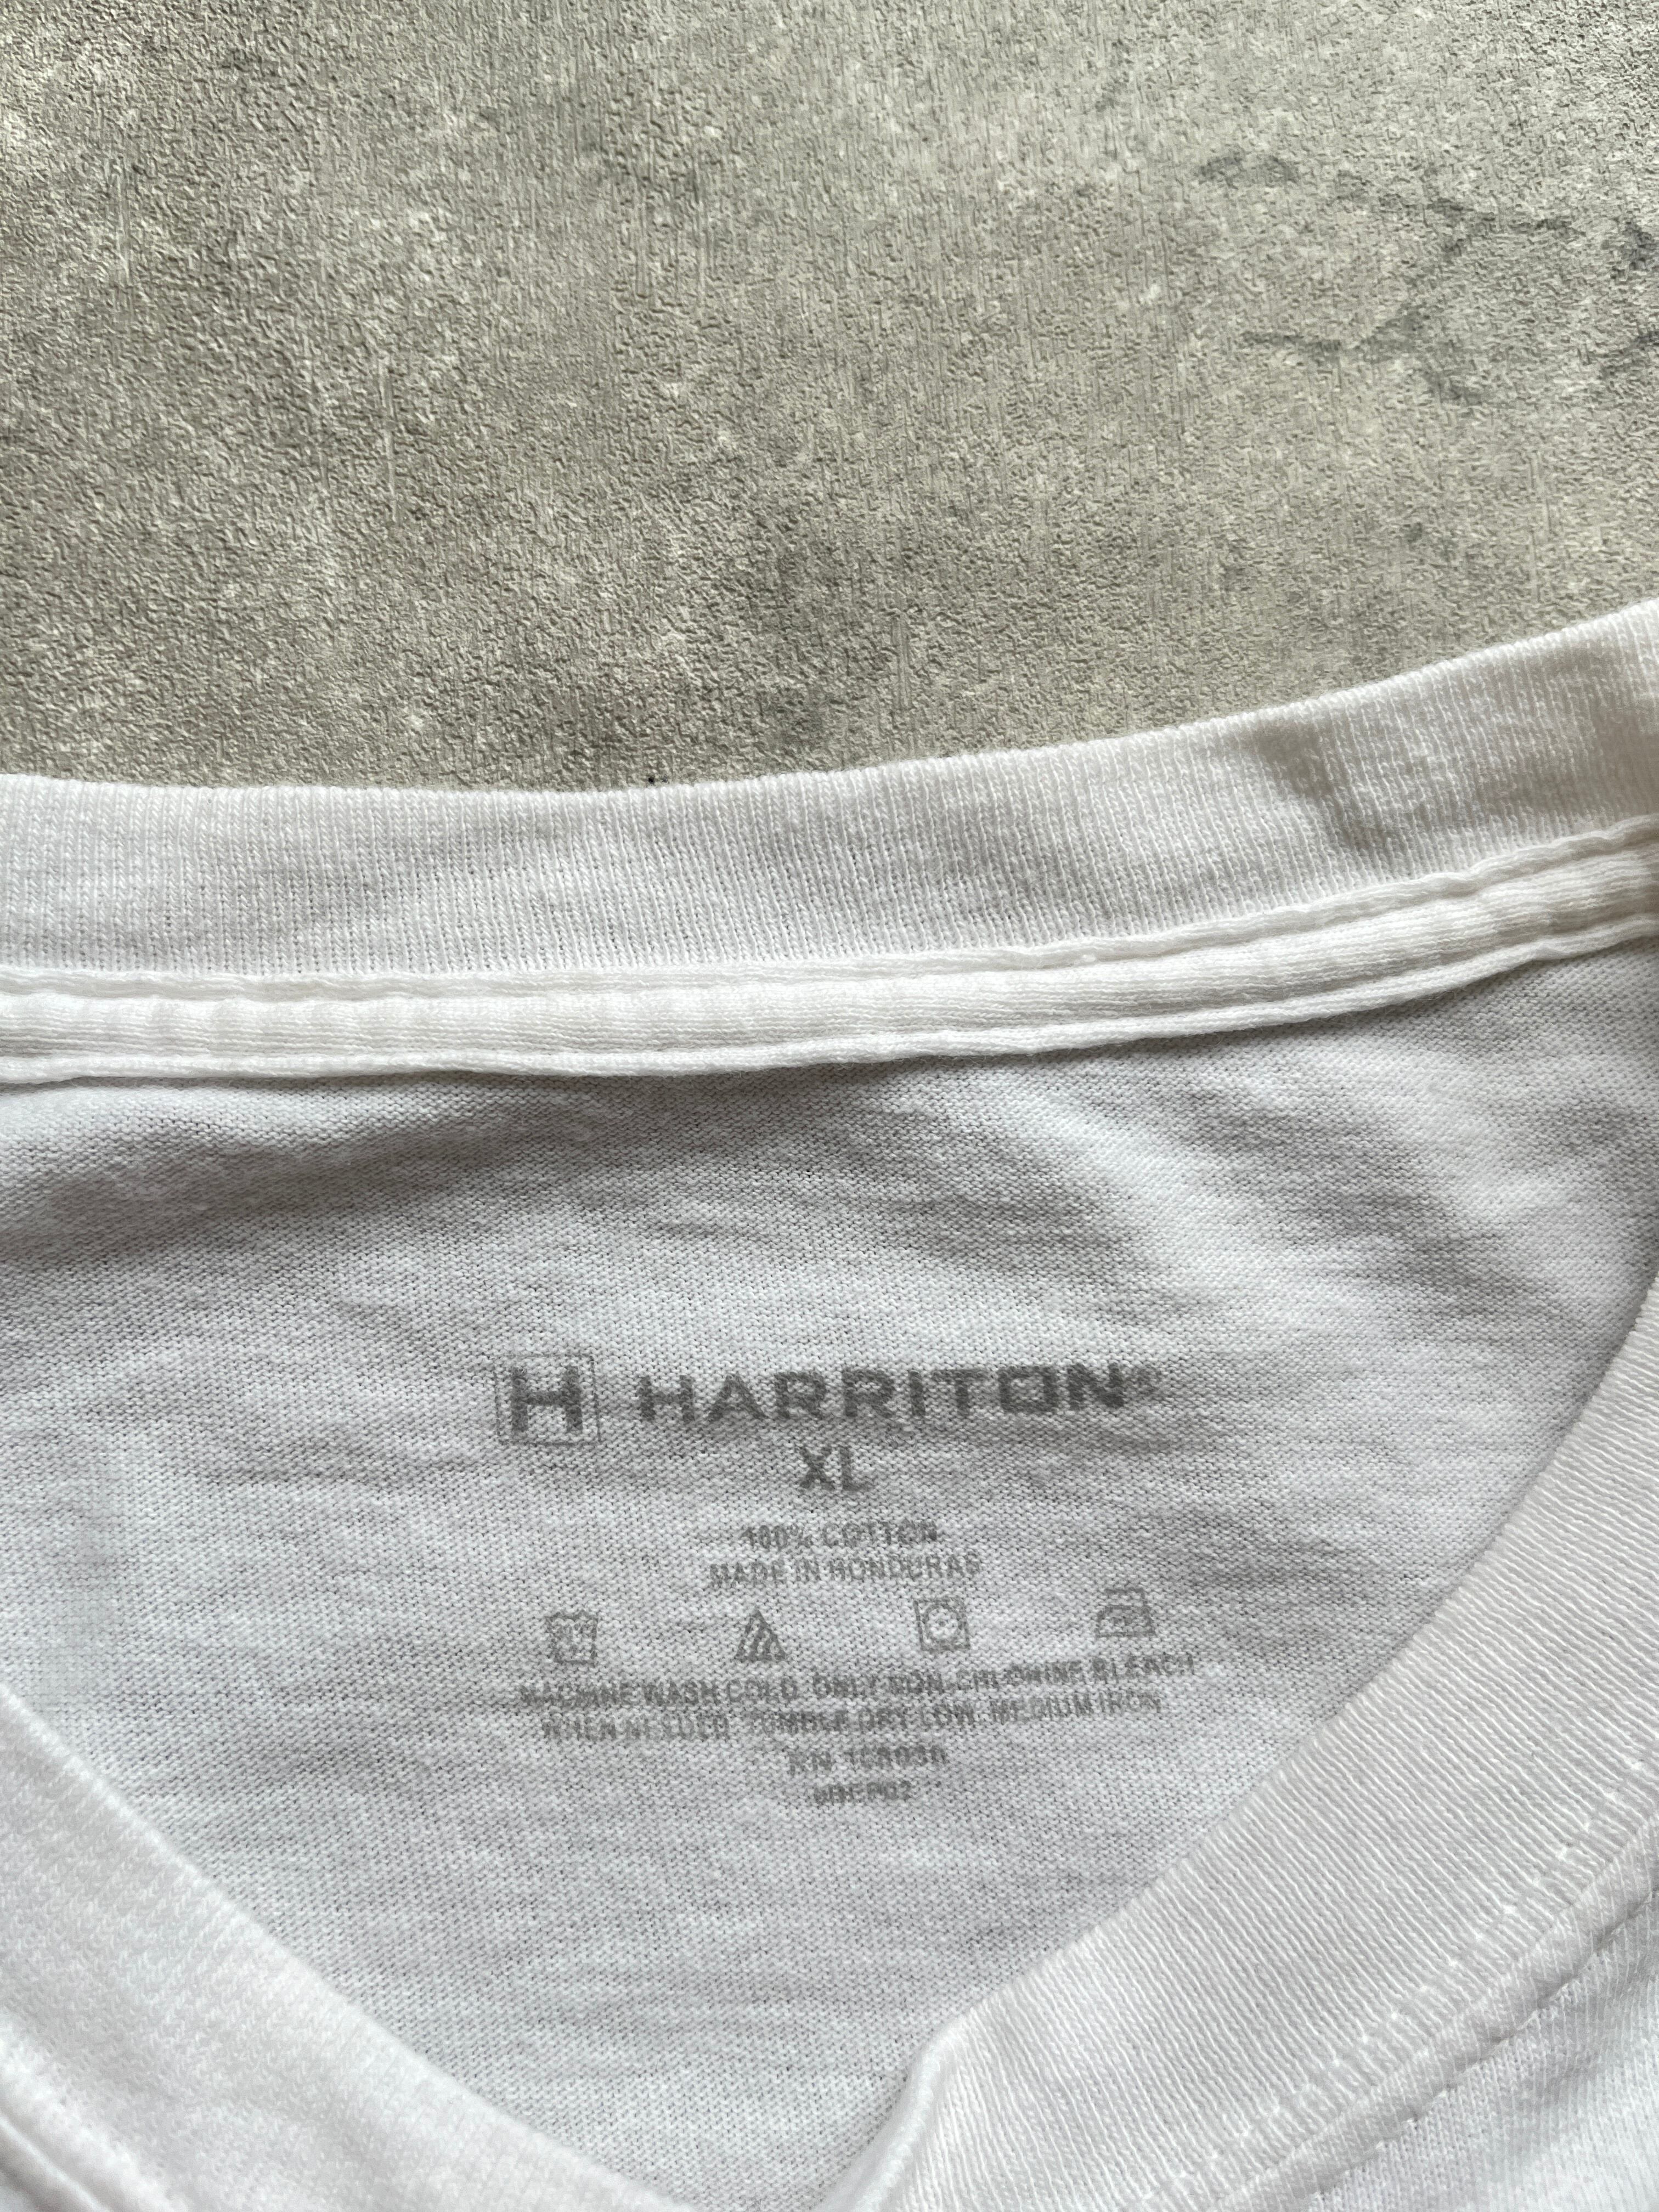 H HARRITON®
XL
100% COTTON
MADE IN HONDURAS
MACHINE WASH COLD. ONLY NON-CHLORINE BLEACH
WHEN NEEDED. TUMBLE DRY LOW. MEDIUM IRON
RN